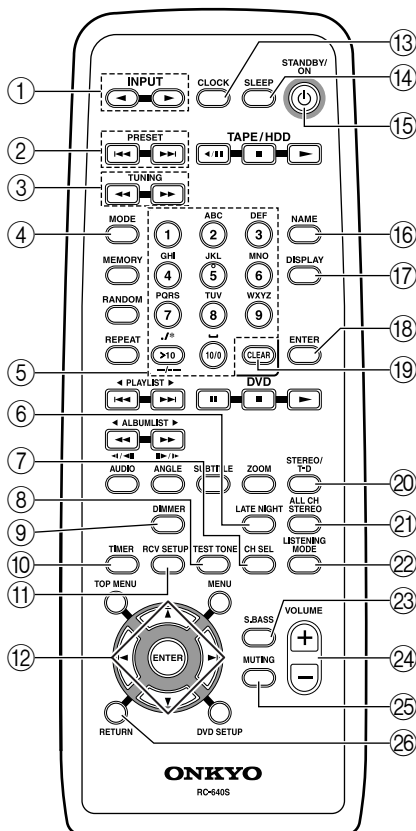 STANDBY/
ON
INPUT CLOCK SLEEP
13
1
14
15
PRESET TAPE/HDD
2
TUNING
3
MODE ABC DEF NAME
4 1 2 3 16
GHI JKL MNO
MEMORY 4 5 6 DISPLAY
17
PQRS TUV WXYZ
RANDOM 7 8 9
18
REPEAT ENTER
>10 10/0 CLEAR
--/---
5 19
PLAYLIST DVD
6
ALBUMLIST
7
AUDIO ANGLE SUBTITLE ZOOM STEREO/
T-D
8 20
DIMMER LATE NIGHT ALL CH
STEREO
9 21
TIMER RCV SETUP TEST TONE CH SEL LISTENING
MODE
10 22
11
TOP MENU MENU
23
S.BASS VOLUME
12 ENTER + 24
MUTING −
25
RETURN DVD SETUP
26
ONKYO
RC-640S